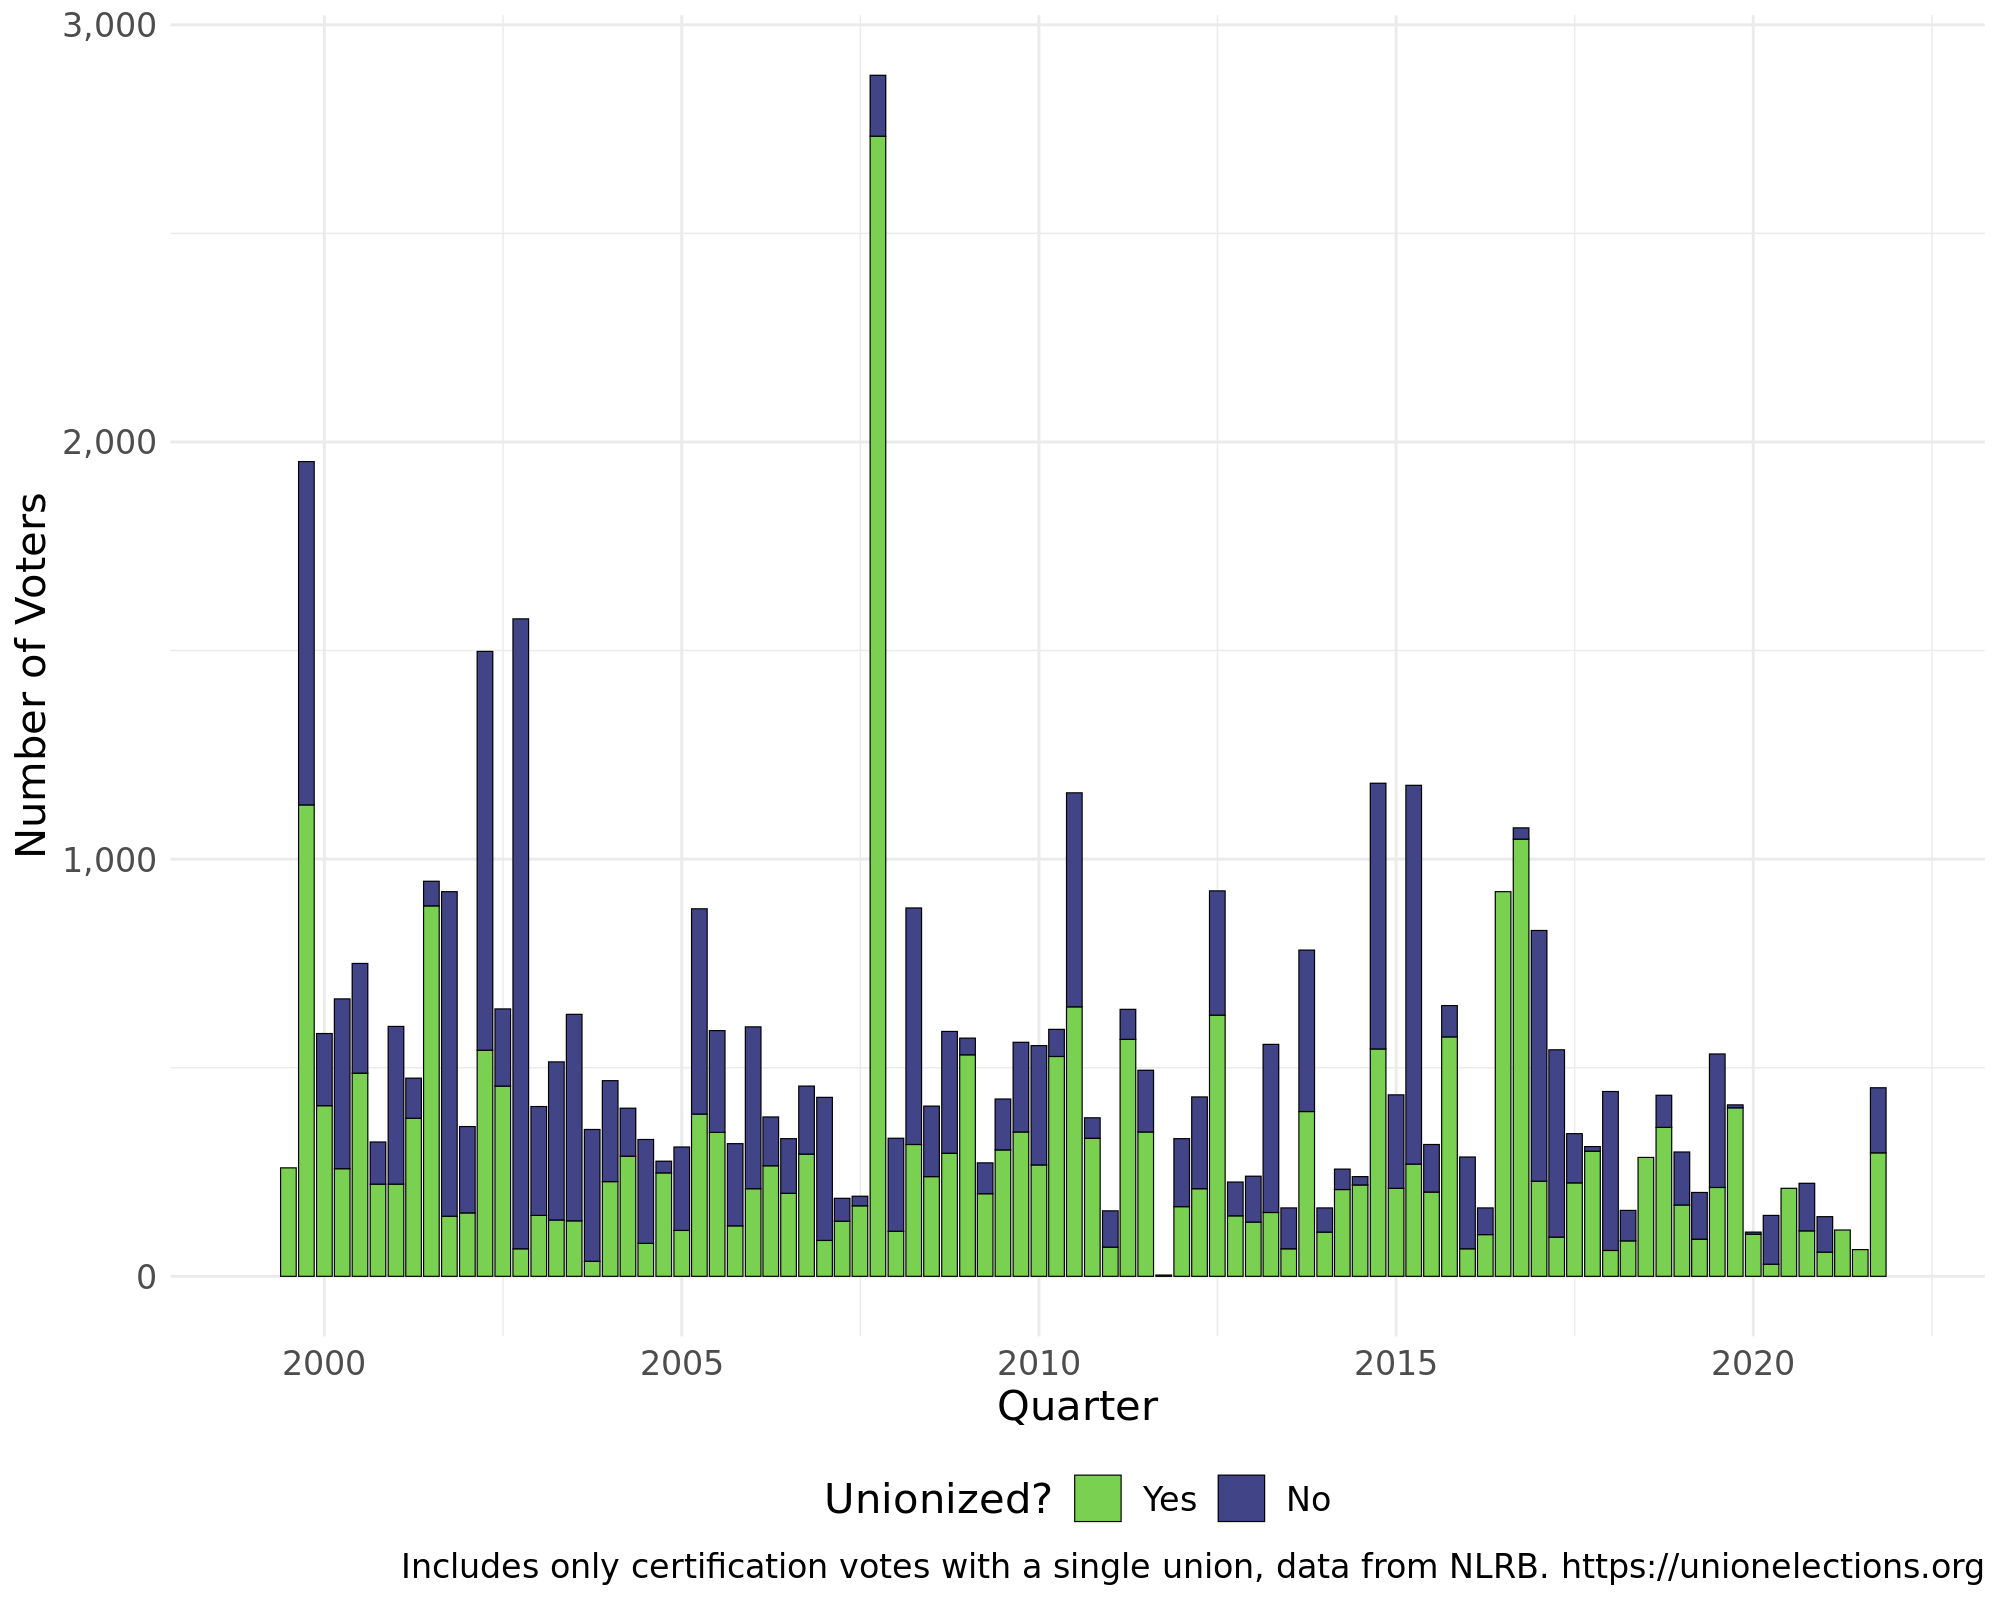 3,000
2,000
1,000
0
Number of Voters
2000 2005 2010 2015 2020
Quarter
Unionized? Yes No
Includes only certification votes with a single union, data from NLRB. https://unionelections.org